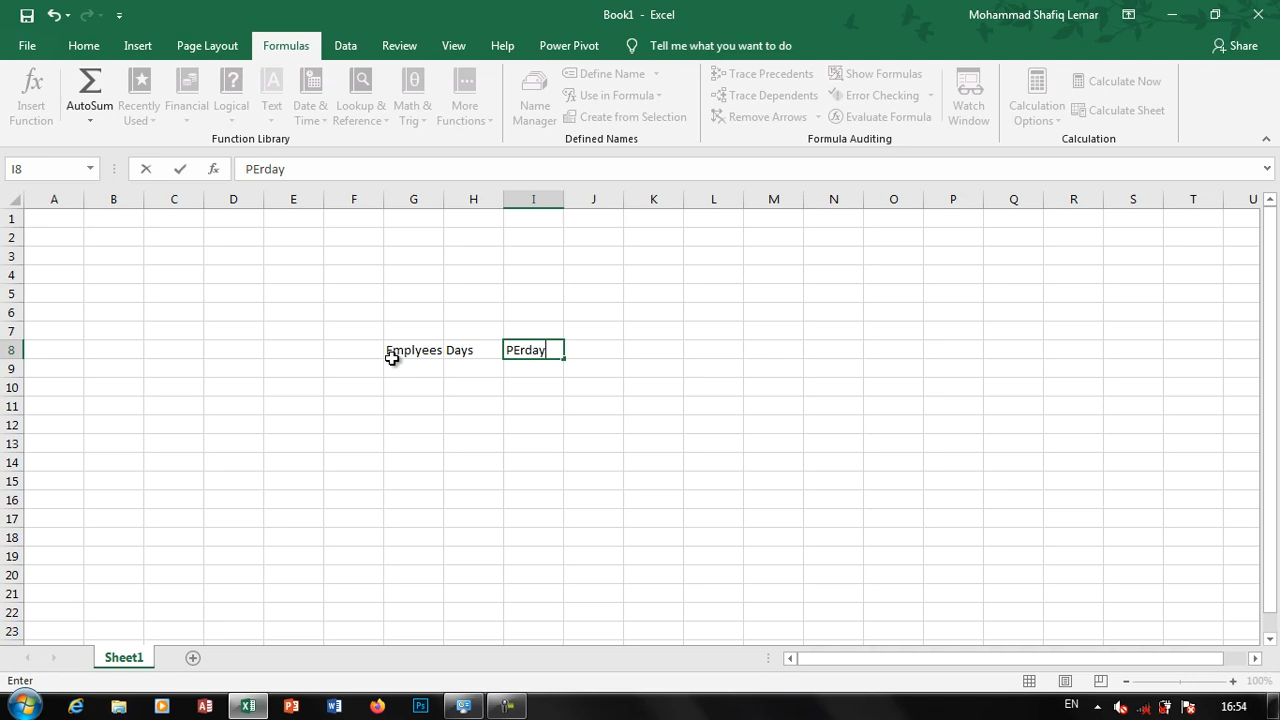 Book1 - Excel
Mohammad Shafiq Lemar
File Home Insert Page Layout Formulas Data Review View Help Power Pivot Tell me what you want to do Share
Insert Function
AutoSum
Recently Used
Financial
Logical
Text
Date & Time
Lookup & Reference
Math & Trig
More Functions
Function Library
Name Manager
Define Name
Use in Formula
Create from Selection
Defined Names
Trace Precedents
Trace Dependents
Remove Arrows
Show Formulas
Error Checking
Evaluate Formula
Formula Auditing
Watch Window
Calculation Options
Calculate Now
Calculate Sheet
Calculation
I8 fx PErday
A B C D E F G H I J K L M N O P Q R S T U
1
2
3
4
5
6
7
8 Emplyees Days PErday
9
10
11
12
13
14
15
16
17
18
19
20
21
22
23
Sheet1
Enter 100%
EN 16:54